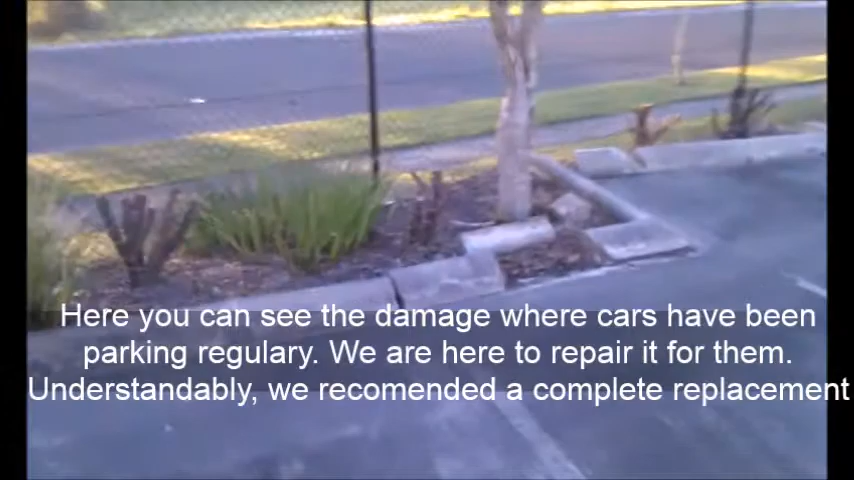 Here you can see the damage where cars have been
parking regulary. We are here to repair it for them.
Understandably, we recomended a complete replacement